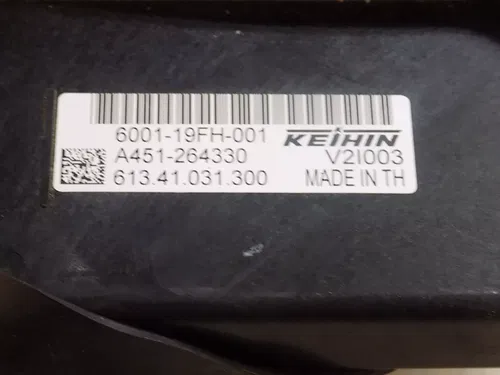 6001-19FH-001 KEIHIN
A451-264330 V2I003
613.41.031.300 MADE IN TH